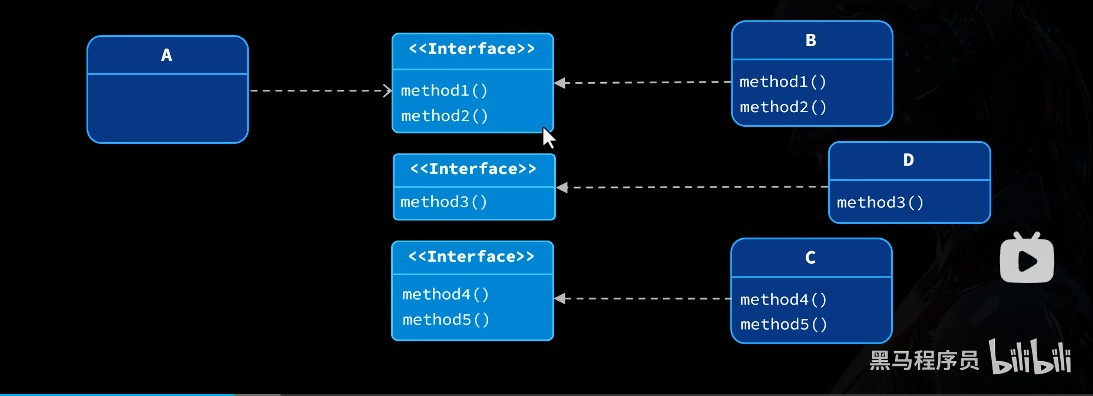 A
<<Interface>>
method1()
method2()
B
method1()
method2()
<<Interface>>
method3()
D
method3()
<<Interface>>
method4()
method5()
C
method4()
method5()
黑马程序员 bilibili